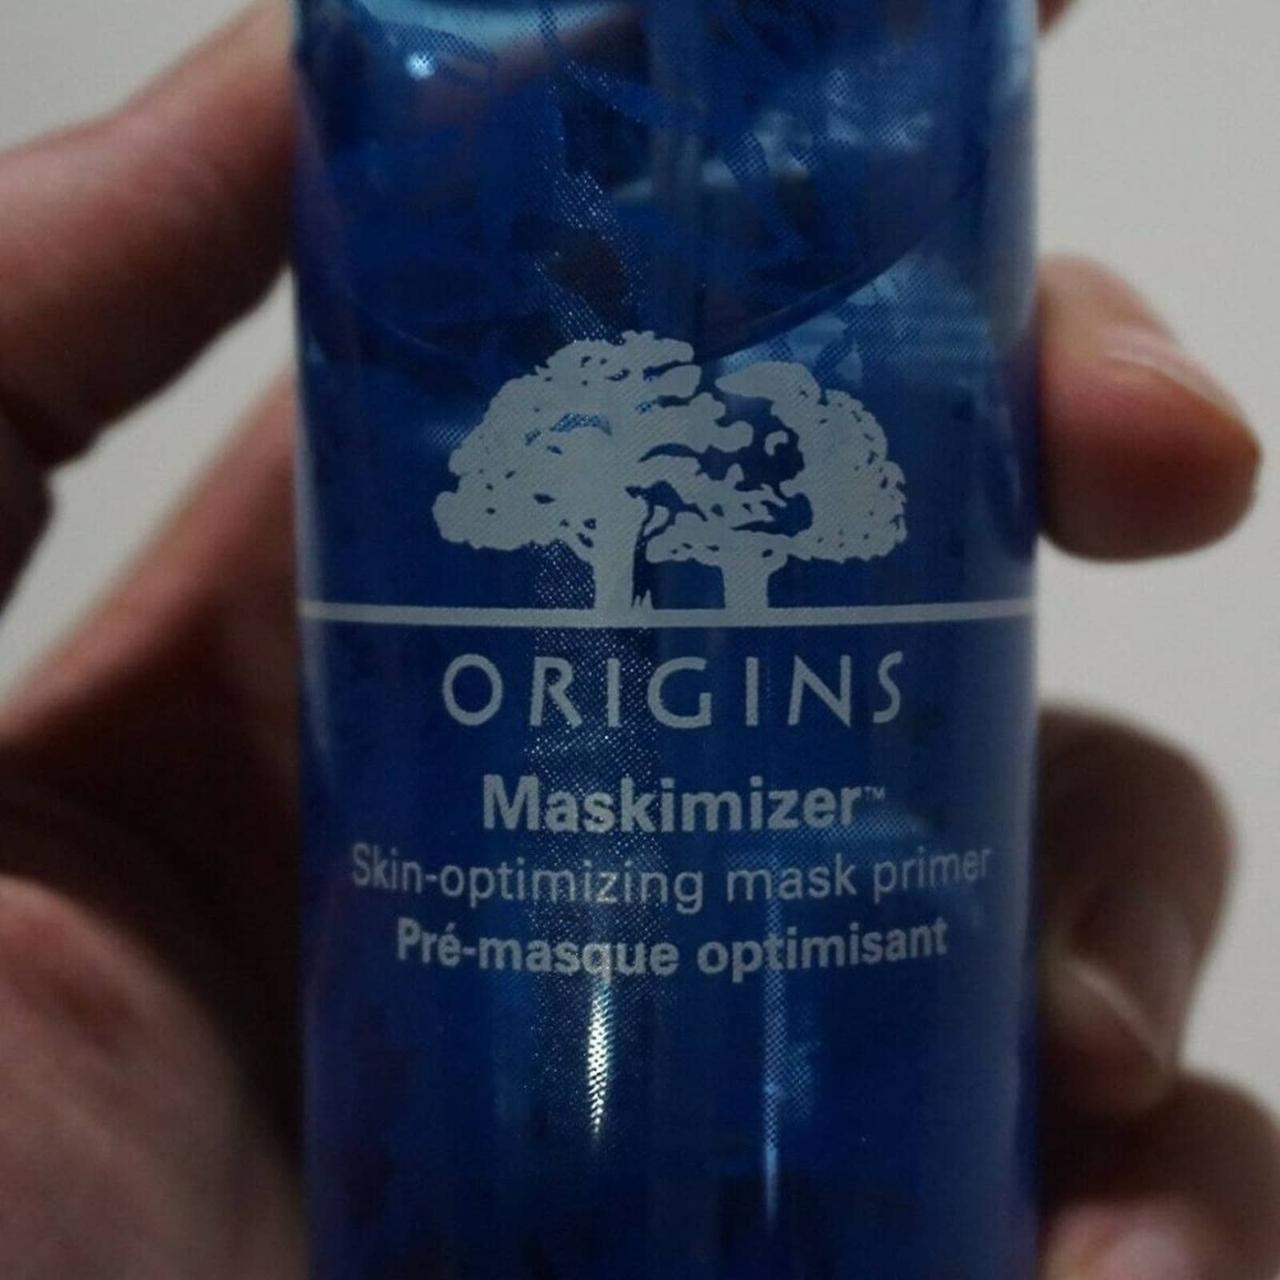 ORIGINS
Maskimizer™
Skin-optimizing mask primer
Pré-masque optimisant